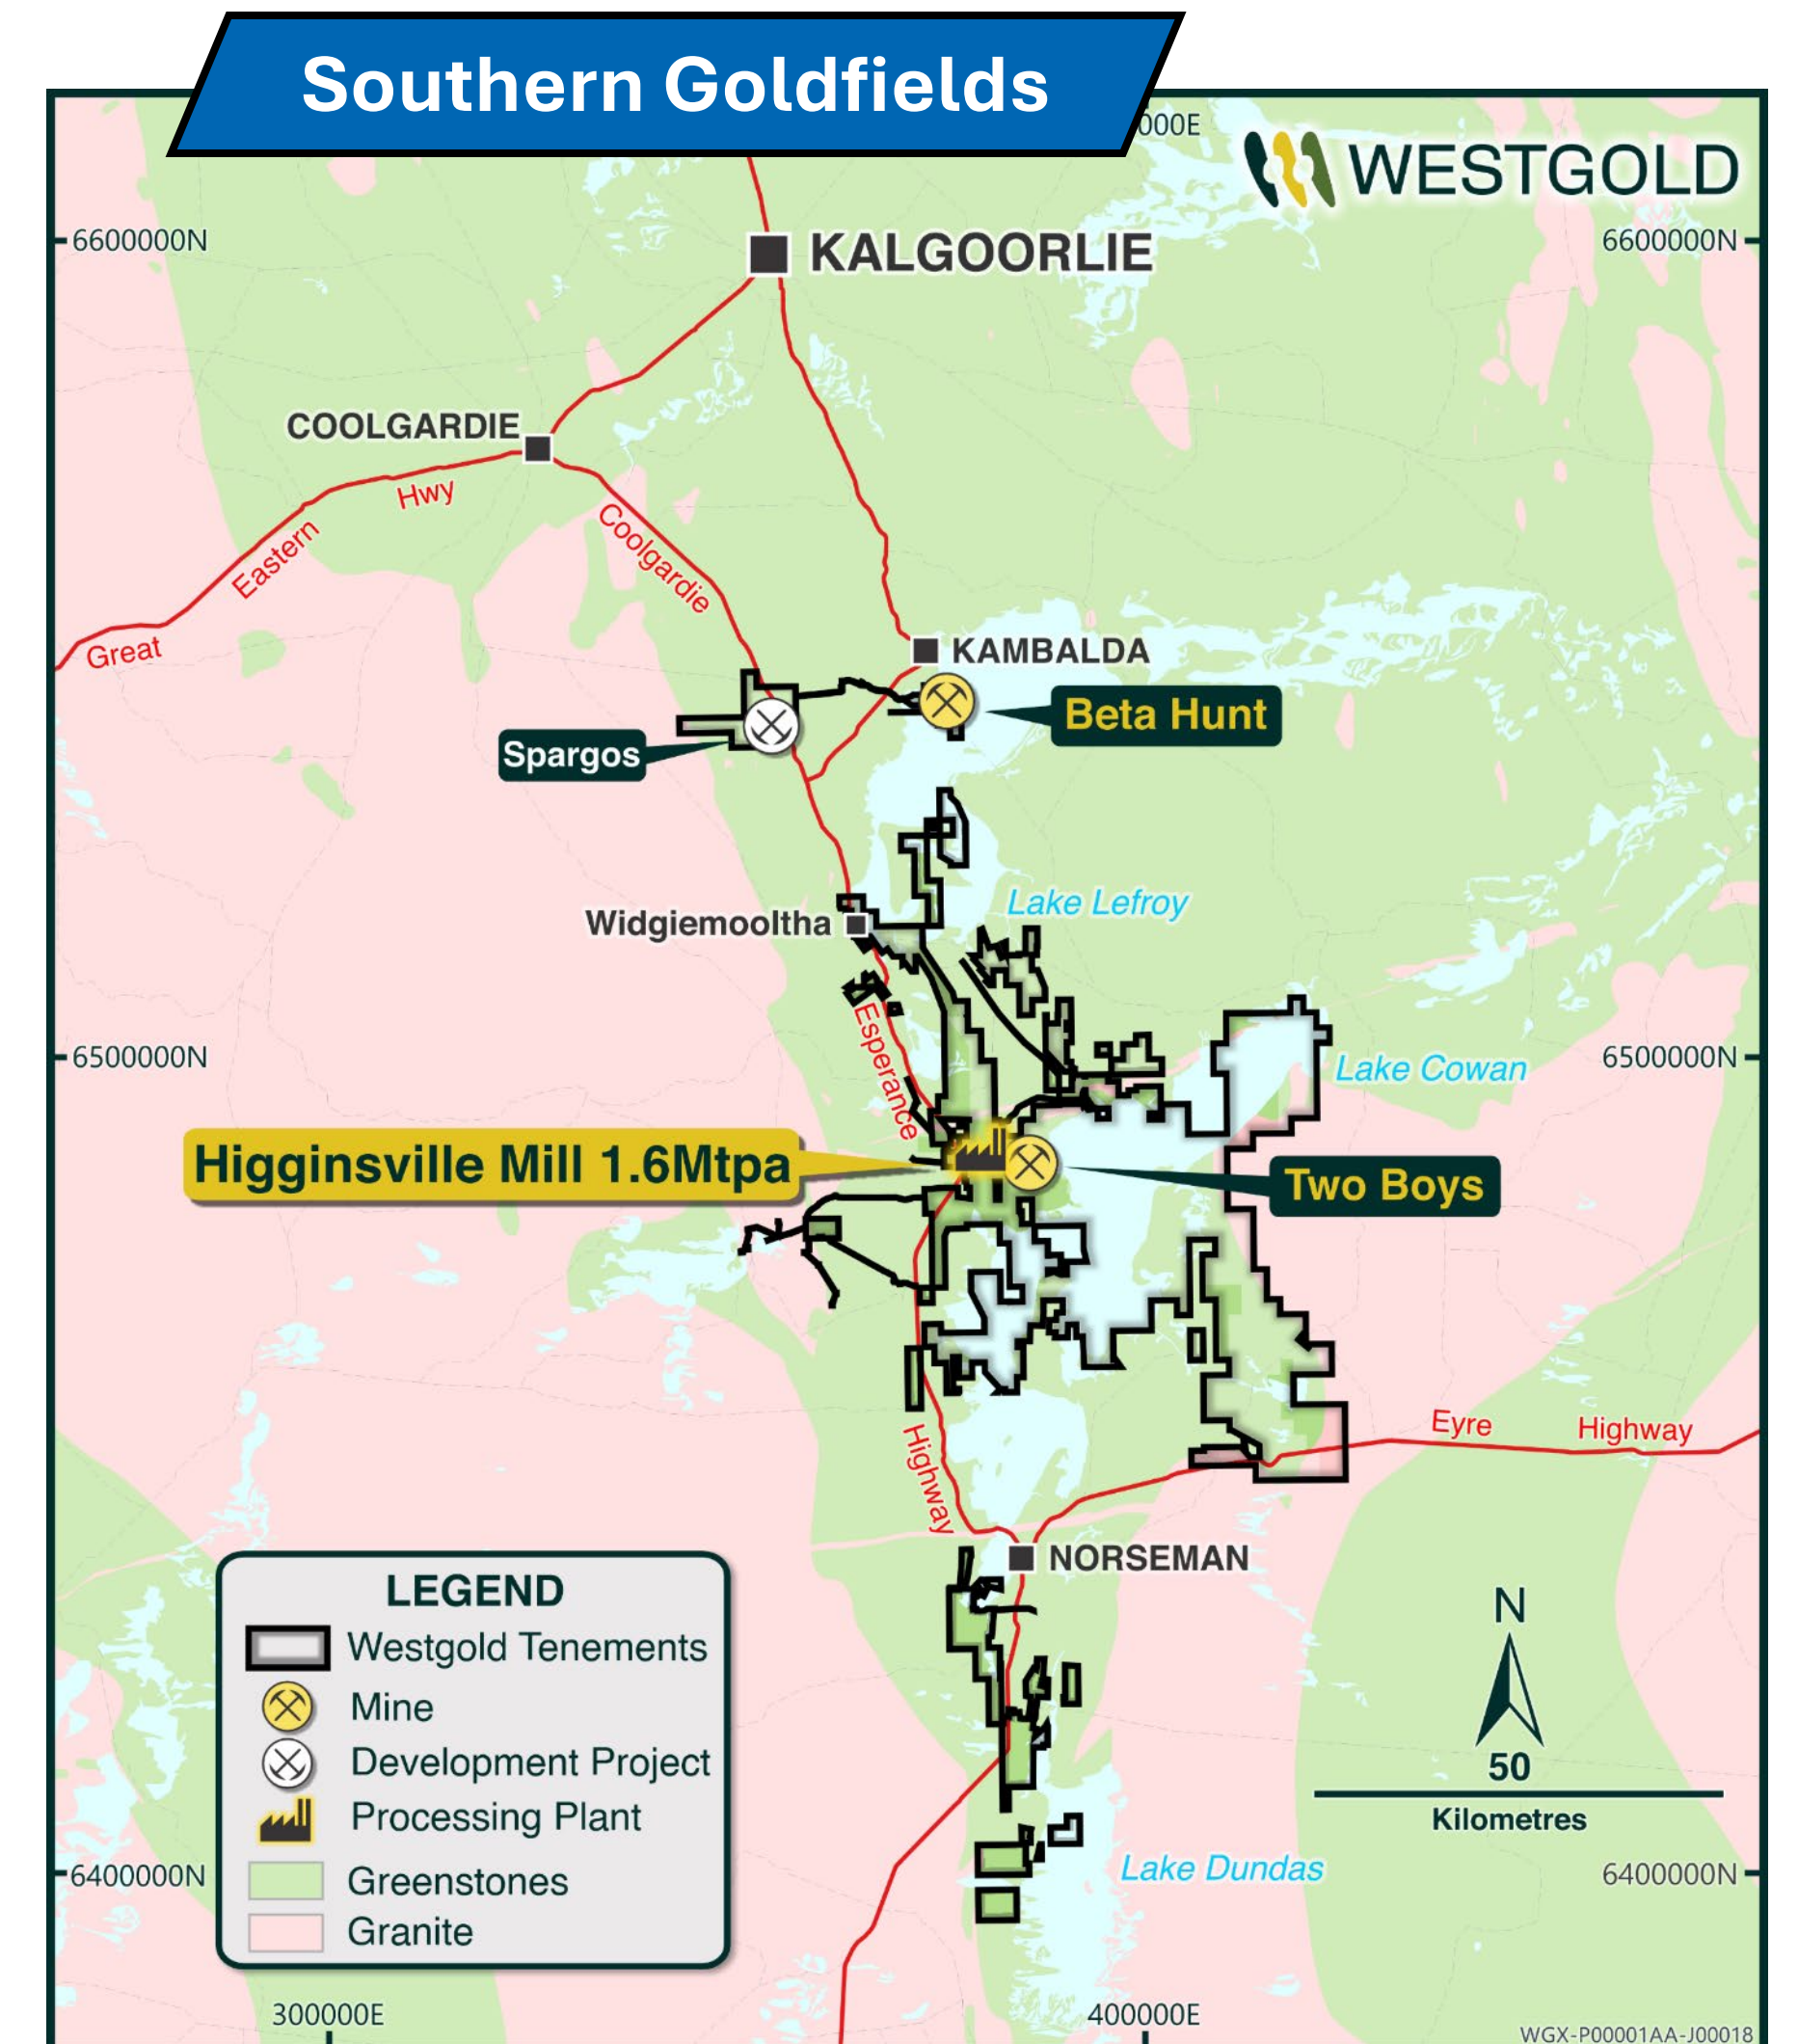 Southern Goldfields
000E
WESTGOLD
6600000N
6600000N
KALGOORLIE
COOLGARDIE
Great
Eastern
Hwy
Coolgardie
KAMBALDA
Beta Hunt
Spargos
Lake Lefroy
Widgiemooltha
Esperance
6500000N
6500000N
Lake Cowan
Higginsville Mill 1.6Mtpa
Two Boys
Highway
Eyre
Highway
NORSEMAN
LEGEND
Westgold Tenements
Mine
Development Project
Processing Plant
Greenstones
Granite
N
50
Kilometres
Lake Dundas
6400000N
6400000N
300000E
400000E
WGX-P00001AA-J00018